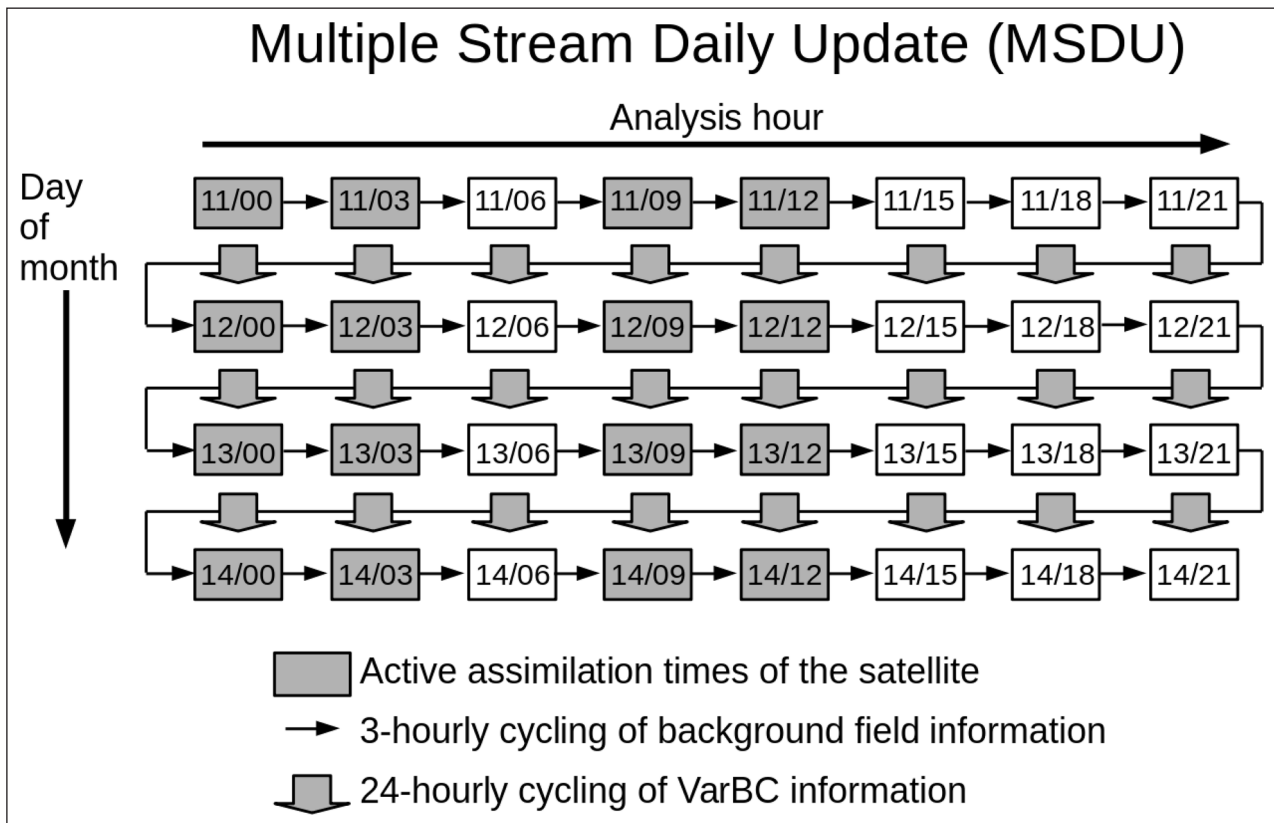 Multiple Stream Daily Update (MSDU)
Analysis hour
Day
of
month
11/00 11/03 11/06 11/09 11/12 11/15 11/18 11/21
12/00 12/03 12/06 12/09 12/12 12/15 12/18 12/21
13/00 13/03 13/06 13/09 13/12 13/15 13/18 13/21
14/00 14/03 14/06 14/09 14/12 14/15 14/18 14/21
Active assimilation times of the satellite
3-hourly cycling of background field information
24-hourly cycling of VarBC information